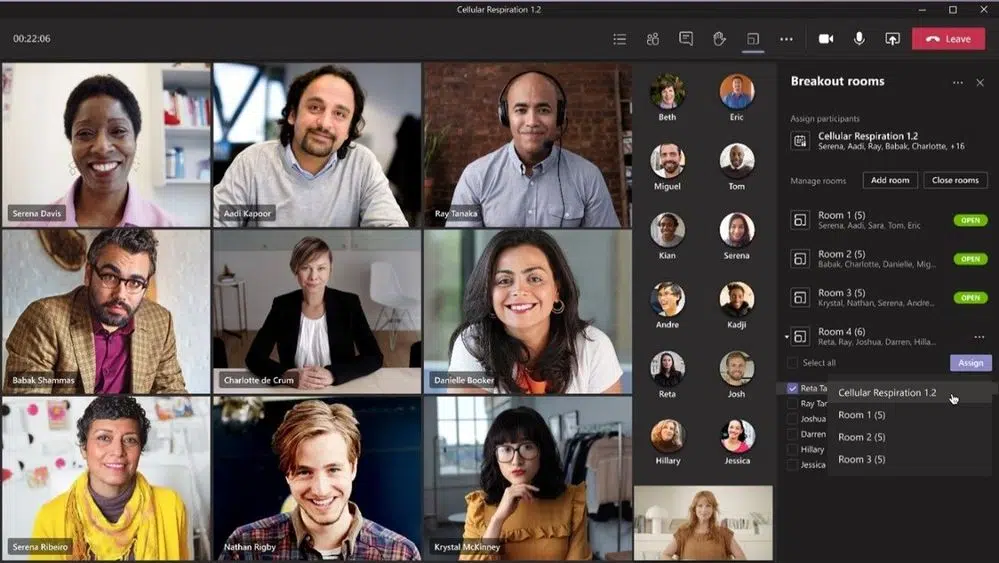 Cellular Respiration 1.2
00:22:06
Leave
Serena Davis
Aadi Kapoor
Ray Tanaka
Babak Shammas
Charlotte de Crum
Danielle Booker
Serena Ribeiro
Nathan Rigby
Krystal McKinney
Beth
Eric
Miguel
Tom
Kian
Serena
Andre
Kadji
Reta
Josh
Hillary
Jessica
Breakout rooms
Assign participants
Cellular Respiration 1.2
Serena, Aadi, Ray, Babak, Charlotte, +16
Manage rooms
Add room
Close rooms
Room 1 (5)
Serena, Aadi, Sara, Tom, Eric
OPEN
Room 2 (5)
Babak, Charlotte, Danielle, Mig...
OPEN
Room 3 (5)
Krystal, Nathan, Serena, Andre...
OPEN
Room 4 (6)
Reta, Ray, Joshua, Darren, Hilla...
Select all
Assign
Reta Ta
Ray Tar
Joshua
Darren
Hillary
Jessica
Cellular Respiration 1.2
Room 1 (5)
Room 2 (5)
Room 3 (5)